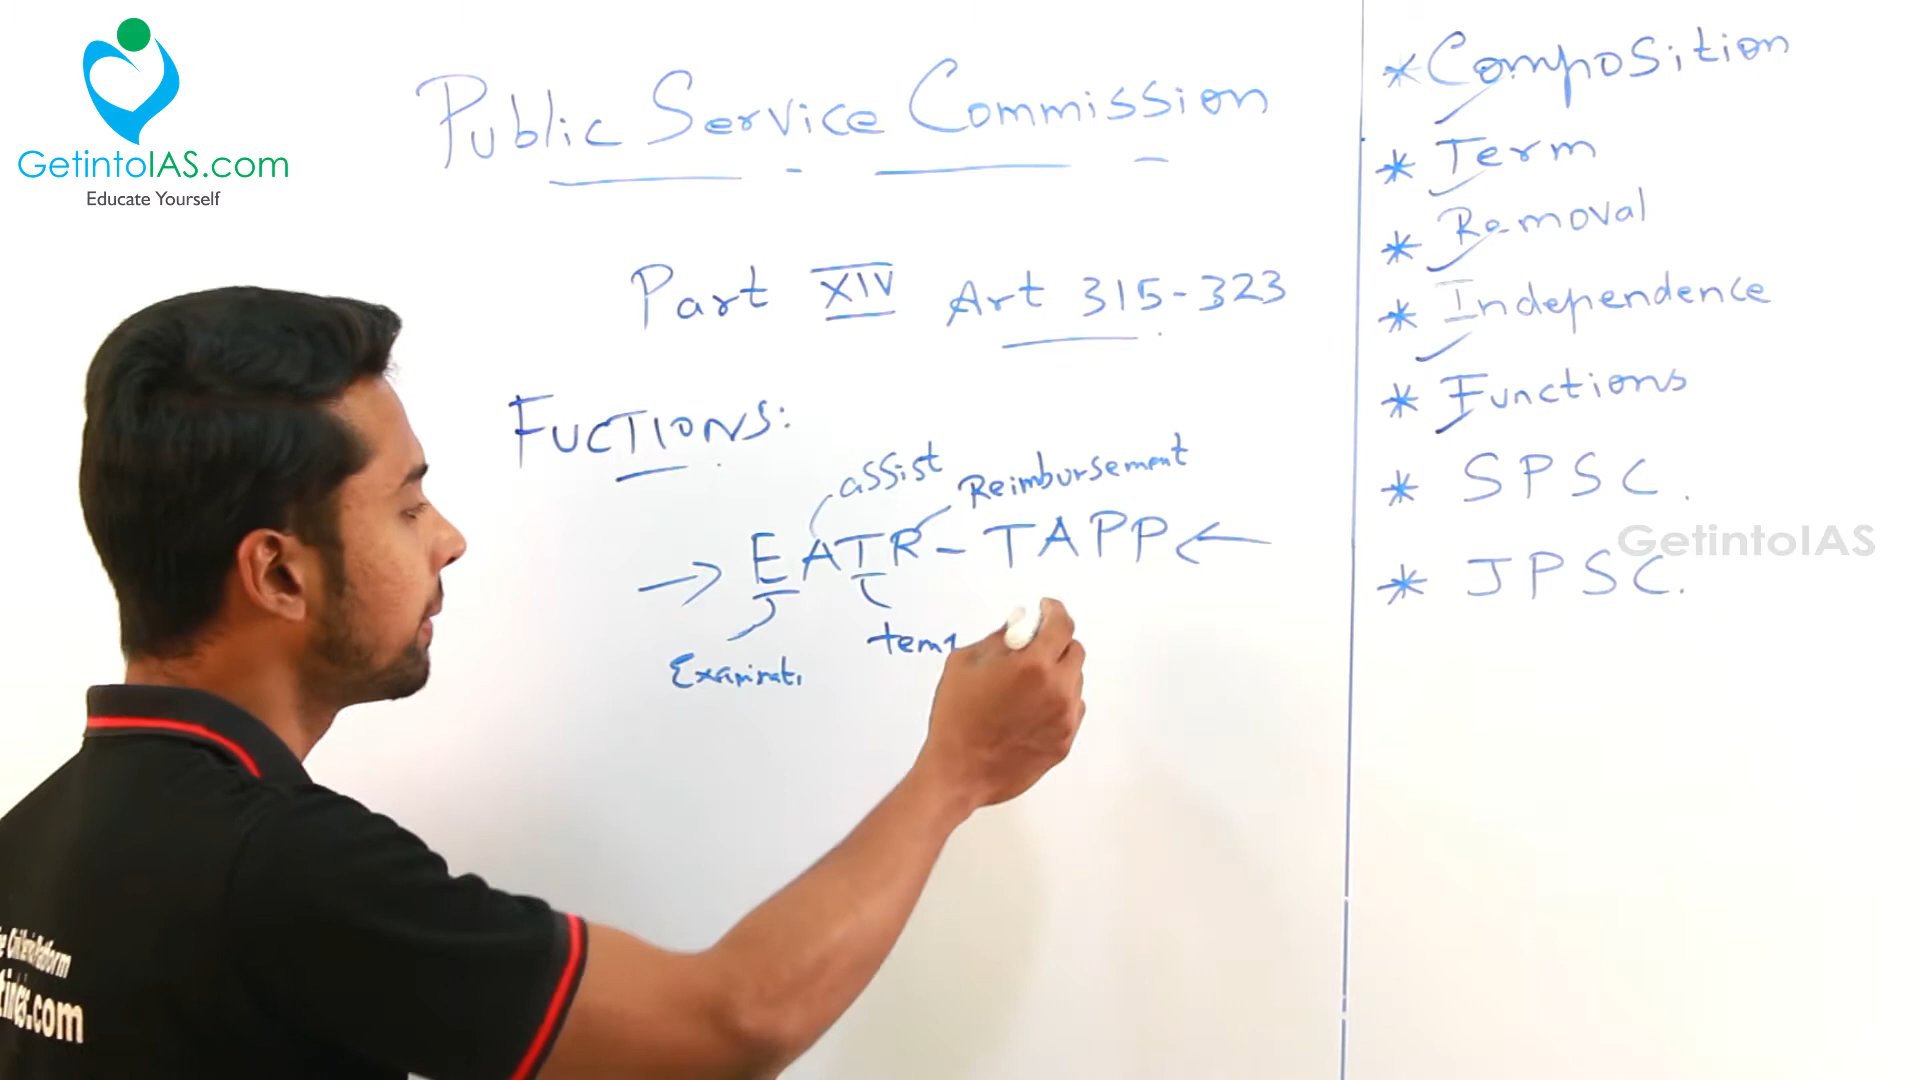 GetintoIAS.com
Educate Yourself
Public Service Commission
Part XIV Art 315-323
FUCTIONS:
assist
Reimbursement
EATR - TAPP
Examinati
* Composition
* Term
* Removal
* Independence
* Functions
* SPSC.
GetintoIAS
* JPSC.